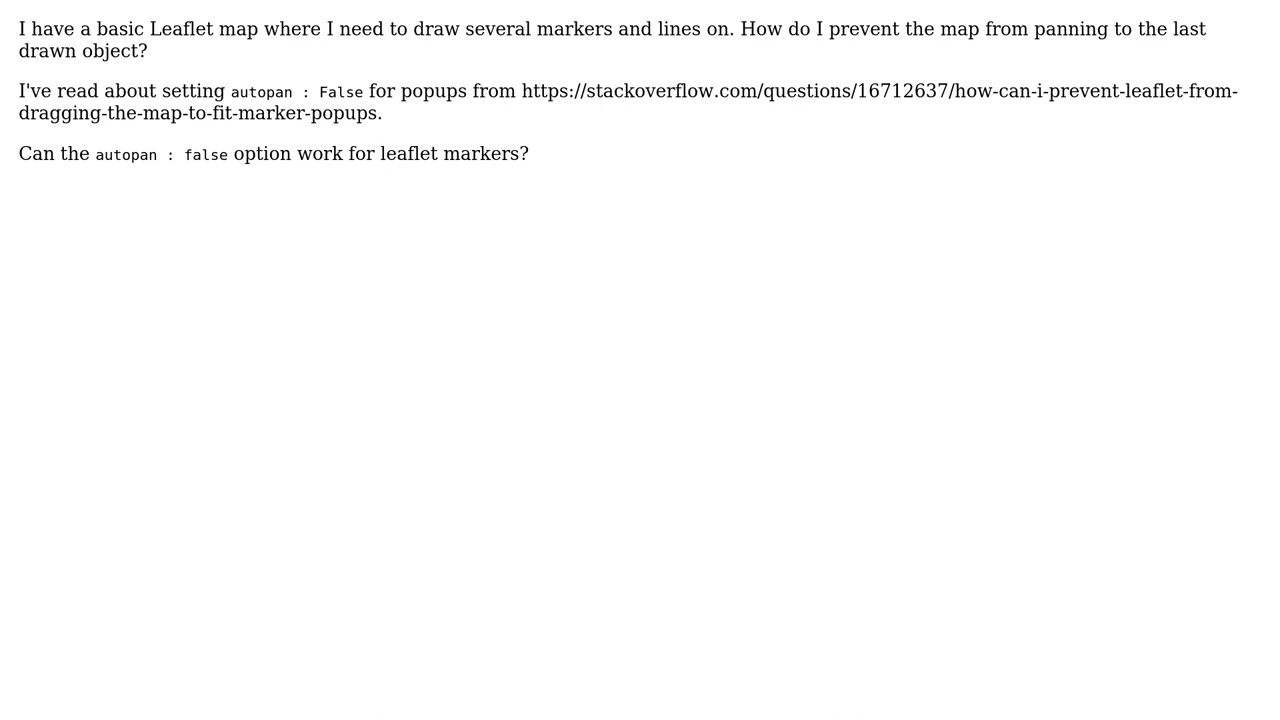 I have a basic Leaflet map where I need to draw several markers and lines on. How do I prevent the map from panning to the last
drawn object?
I've read about setting autopan : False for popups from https://stackoverflow.com/questions/16712637/how-can-i-prevent-leaflet-from-
dragging-the-map-to-fit-marker-popups.
Can the autopan : false option work for leaflet markers?